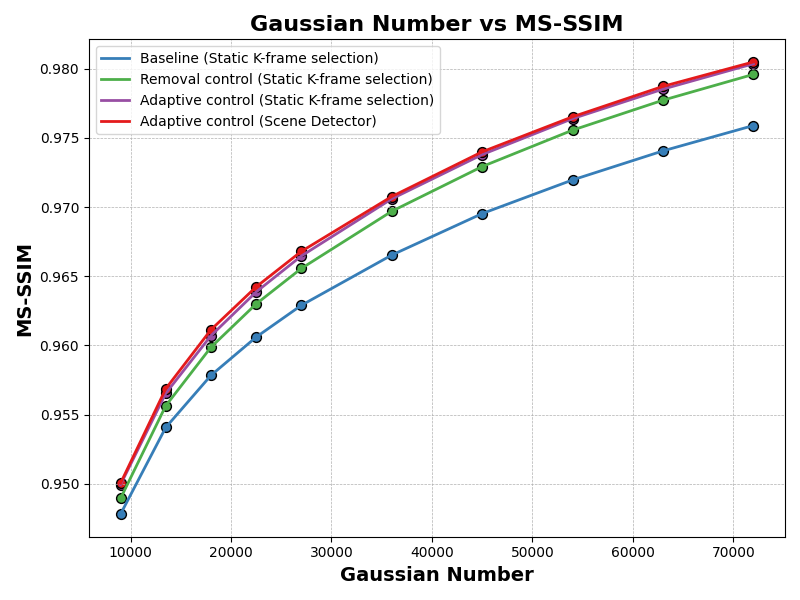 Gaussian Number vs MS-SSIM
Baseline (Static K-frame selection)
Removal control (Static K-frame selection)
Adaptive control (Static K-frame selection)
Adaptive control (Scene Detector)
MS-SSIM
0.980
0.975
0.970
0.965
0.960
0.955
0.950
10000 20000 30000 40000 50000 60000 70000
Gaussian Number